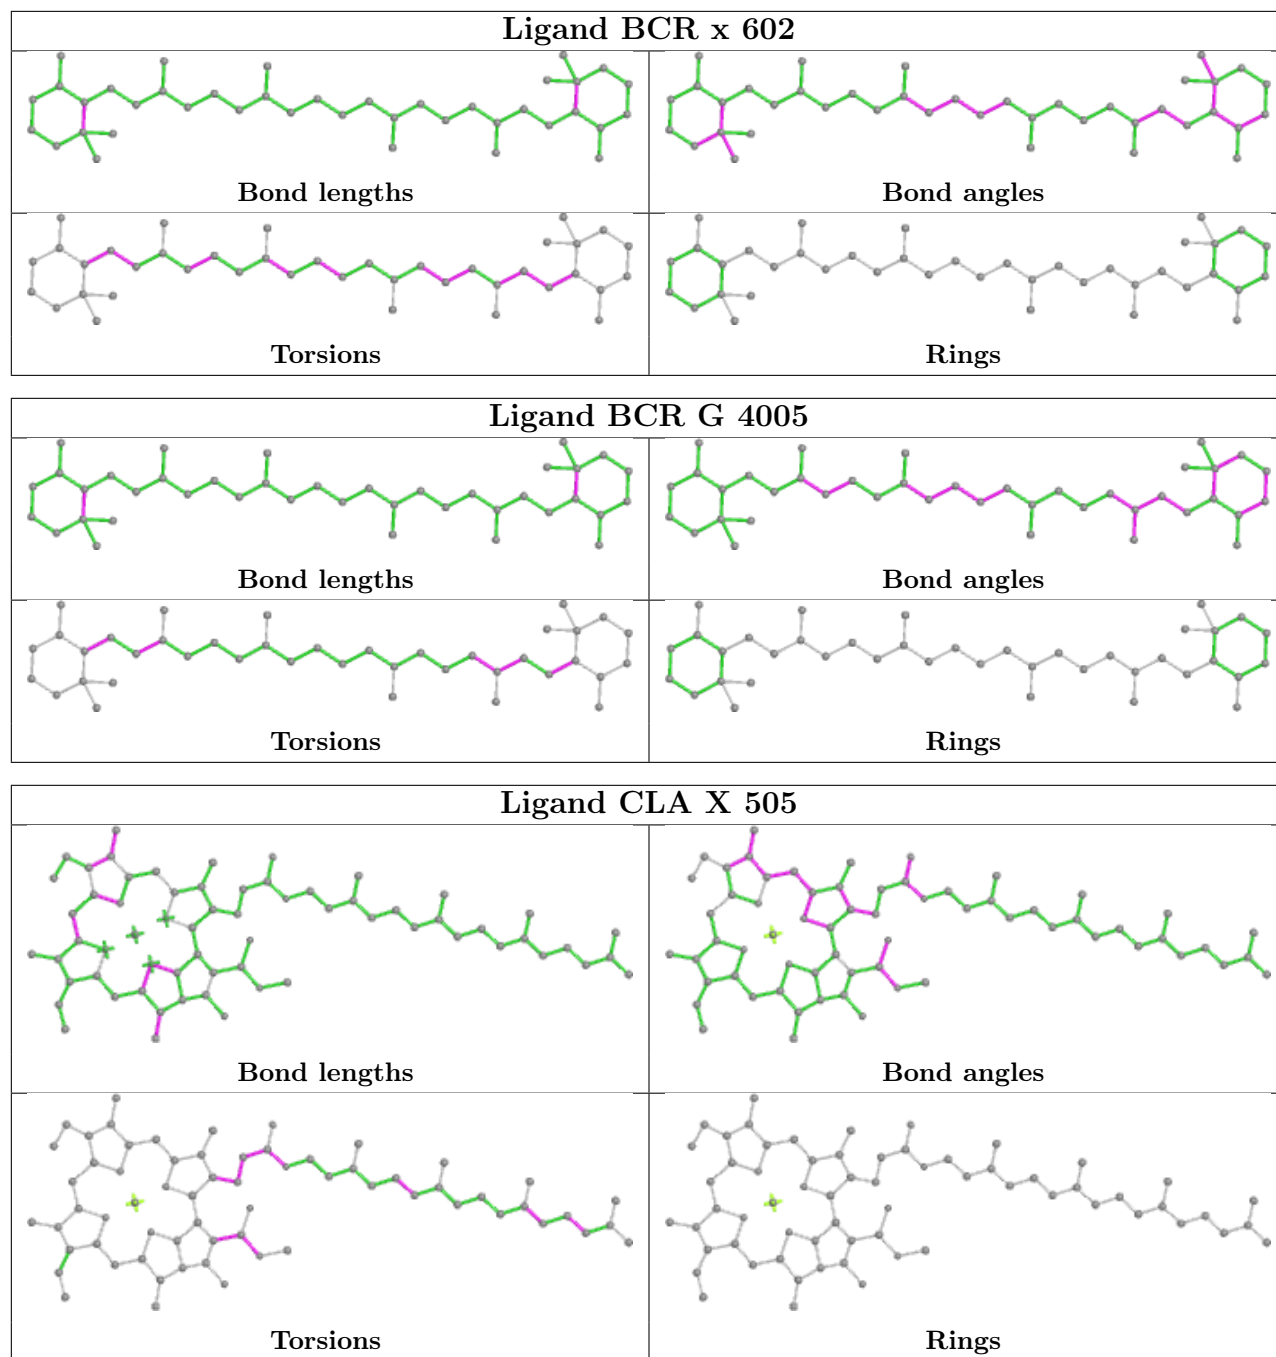 Ligand BCR x 602
Bond lengths
Bond angles
Torsions
Rings
Ligand BCR G 4005
Bond lengths
Bond angles
Torsions
Rings
Ligand CLA X 505
Bond lengths
Bond angles
Torsions
Rings